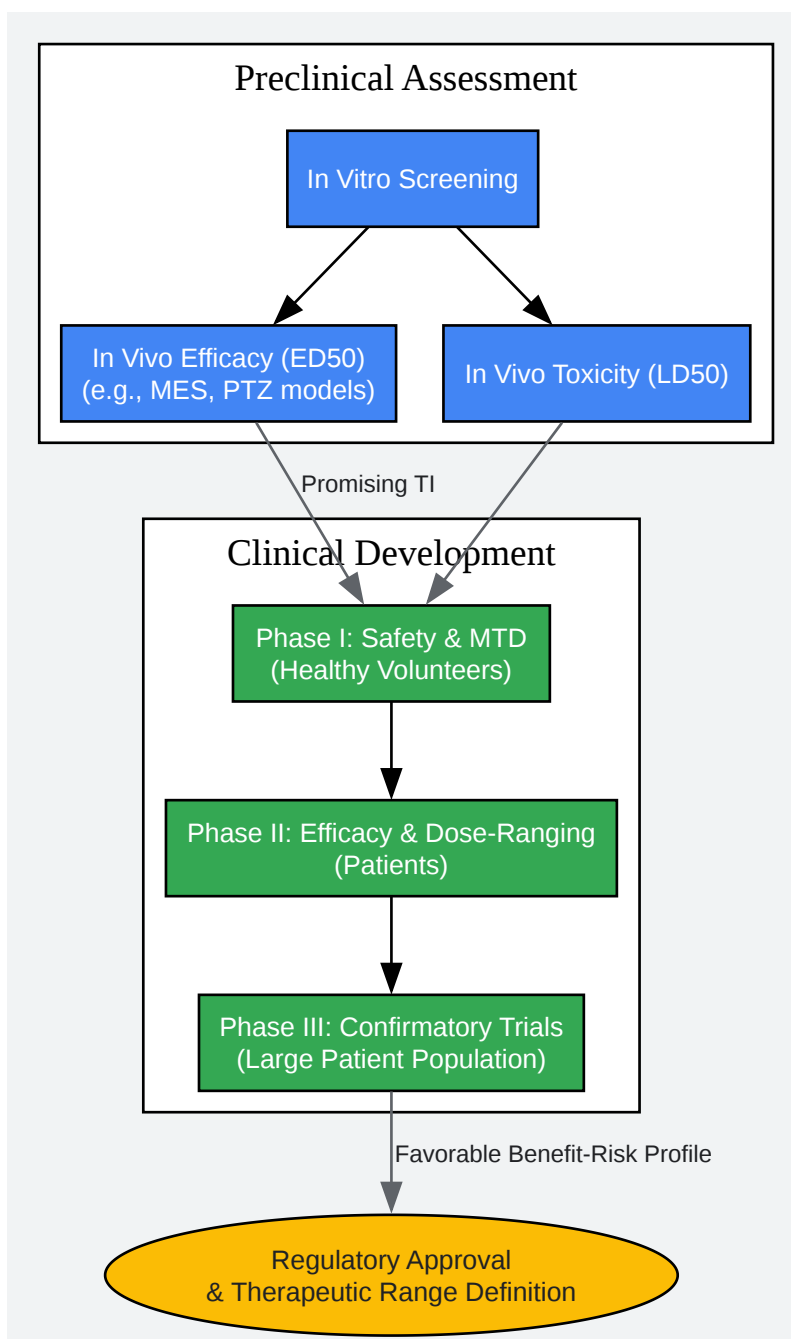 Preclinical Assessment
In Vitro Screening
In Vivo Efficacy (ED50)
(e.g., MES, PTZ models)
In Vivo Toxicity (LD50)
Promising TI
Clinical Development
Phase I: Safety & MTD
(Healthy Volunteers)
Phase II: Efficacy & Dose-Ranging
(Patients)
Phase III: Confirmatory Trials
(Large Patient Population)
Favorable Benefit-Risk Profile
Regulatory Approval
& Therapeutic Range Definition